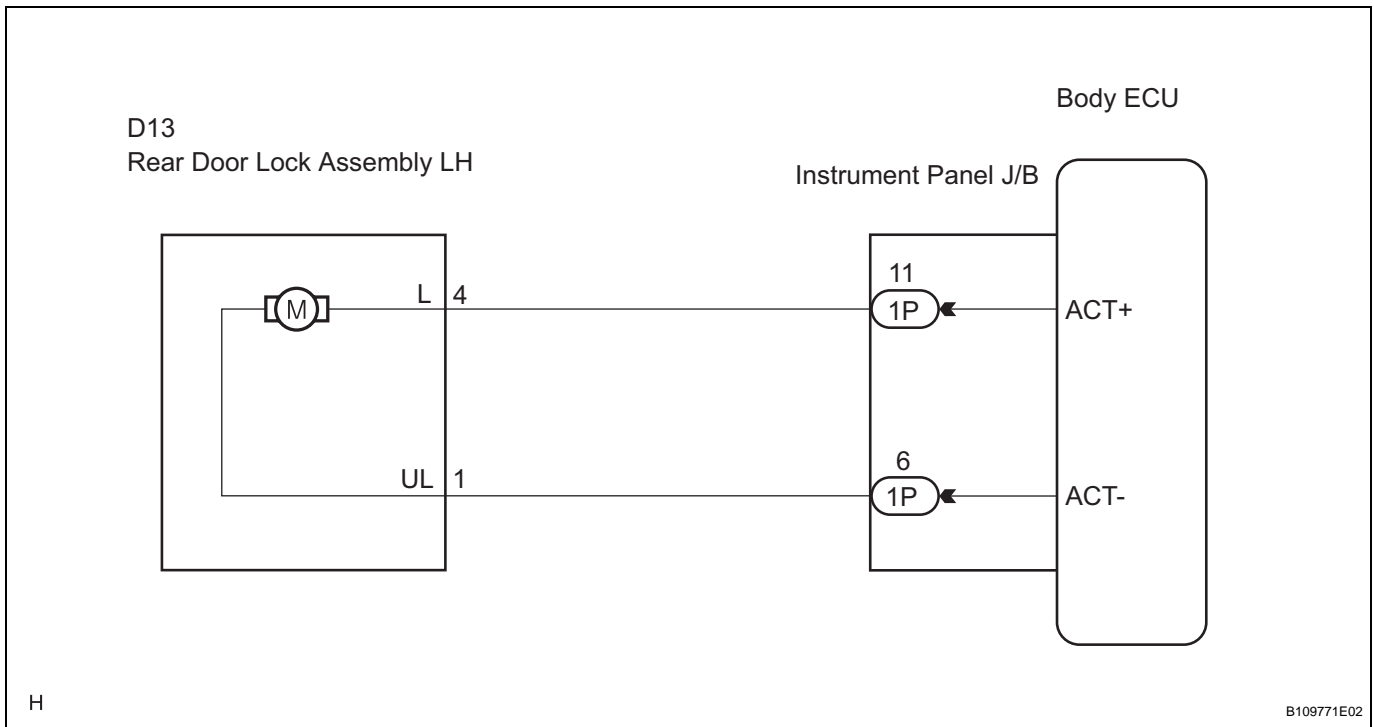 Body ECU
D13
Rear Door Lock Assembly LH
Instrument Panel J/B
11
M
L 4
1P
ACT+
6
UL 1
1P
ACT-
H
B109771E02